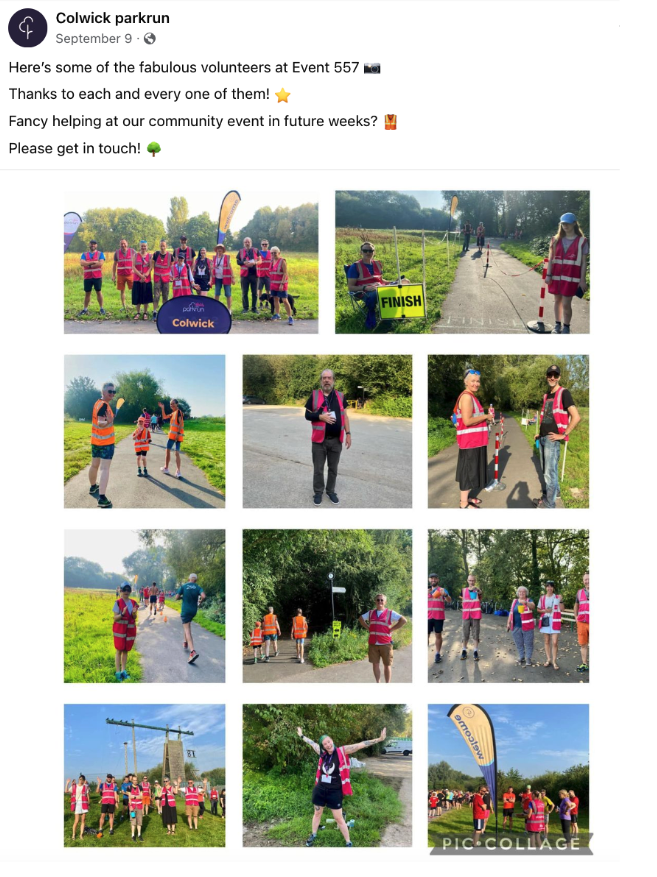 Colwick parkrun
September 9 ·
Here's some of the fabulous volunteers at Event 557 📷
Thanks to each and every one of them! ⭐
Fancy helping at our community event in future weeks? 🦺
Please get in touch! 🌳
parkrun
Colwick
FINISH
FINISH
welcome
PIC•COLLAGE